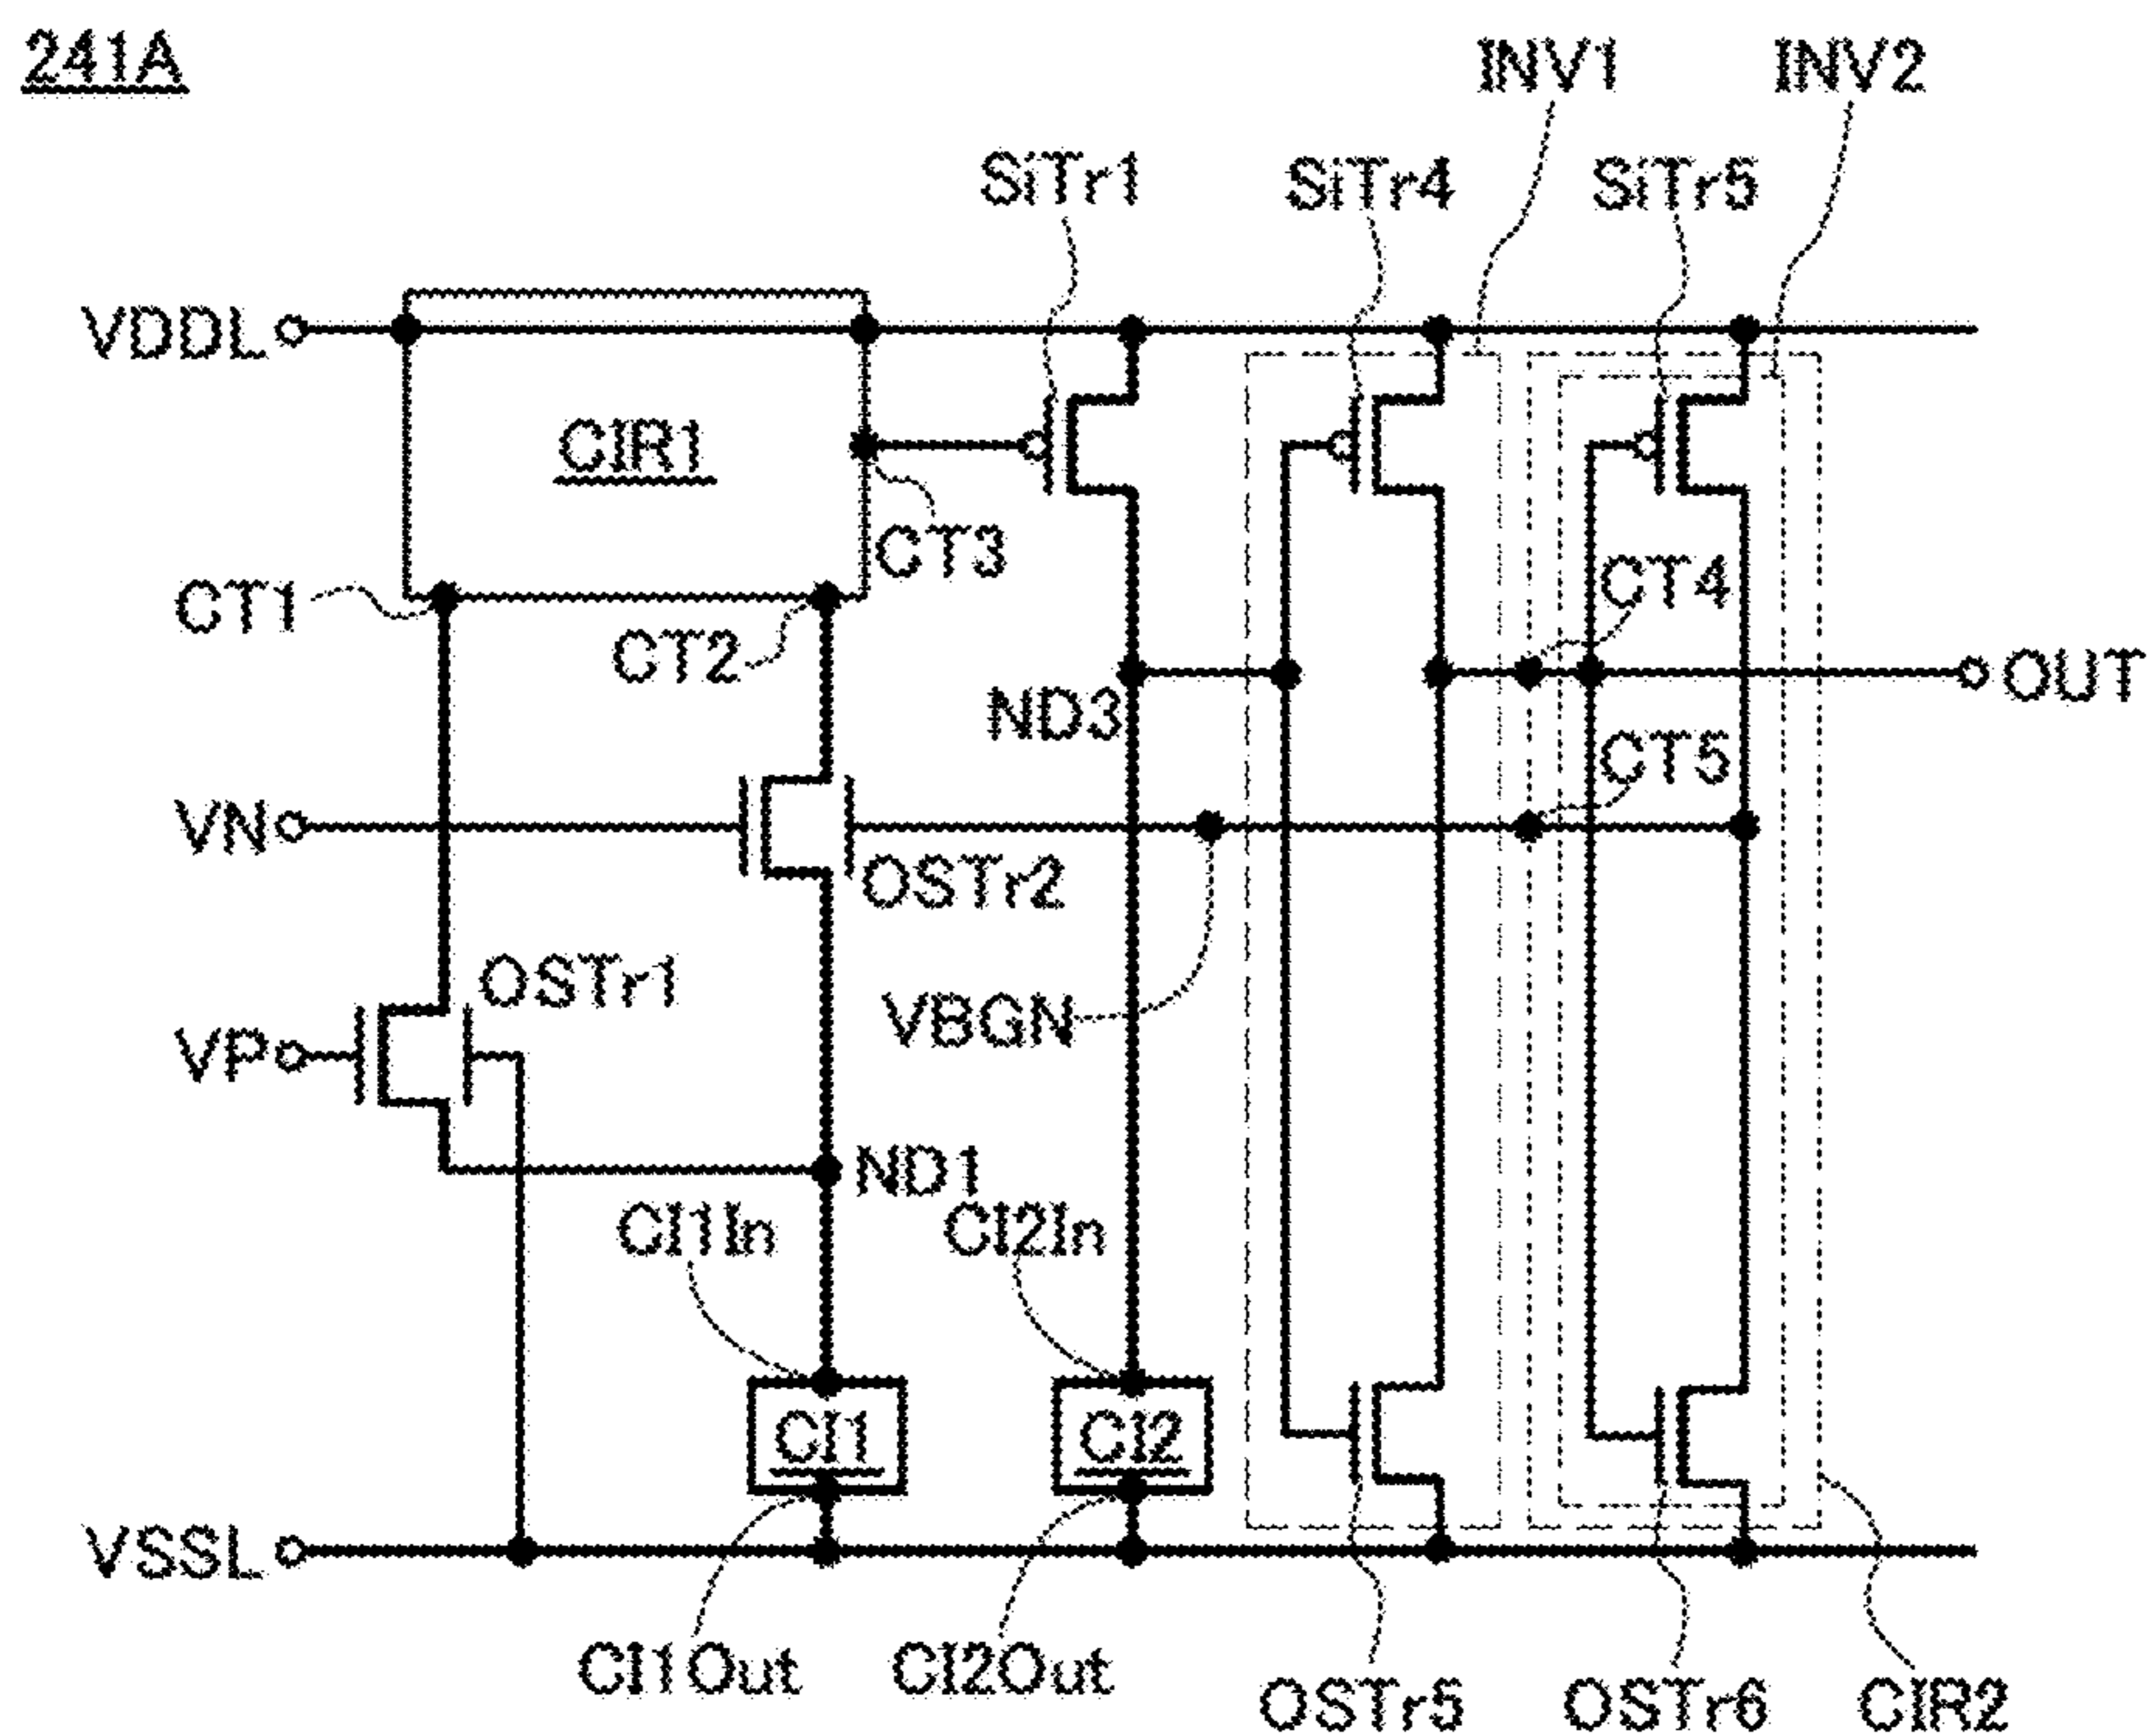 241A
INV1
INV2
SiTr1
SiTr4
SiTr5
VDDL
CIR1
CT3
CT1
CT2
CT4
OUT
ND3
CT5
VN
OSTr2
OSTr1
VBGN
VP
ND1
CI1In
CI2In
CI1
CI2
VSSL
CI1Out
CI2Out
OSTr5
OSTr6
CIR2